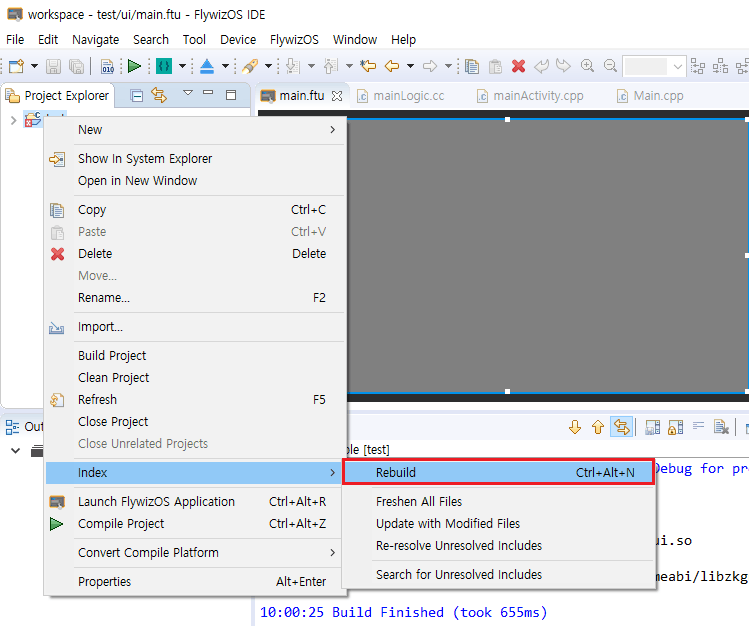 workspace - test/ui/main.ftu - FlywizOS IDE
File Edit Navigate Search Tool Device FlywizOS Window Help
010
Project Explorer
main.ftu mainLogic.cc mainActivity.cpp Main.cpp
New
Show In System Explorer
Open in New Window
Copy Ctrl+C
Paste Ctrl+V
Delete Delete
Move...
Rename... F2
Import...
Build Project
Clean Project
Refresh F5
Close Project
Out
Close Unrelated Projects
ole [test]
Index
Rebuild Ctrl+Alt+N
Debug for pr
Launch FlywizOS Application Ctrl+Alt+R
Freshen All Files
Compile Project Ctrl+Alt+Z
Update with Modified Files
Re-resolve Unresolved Includes
ui.so
Convert Compile Platform
Search for Unresolved Includes
meabi/libzkg
Properties Alt+Enter
10:00:25 Build Finished (took 655ms)